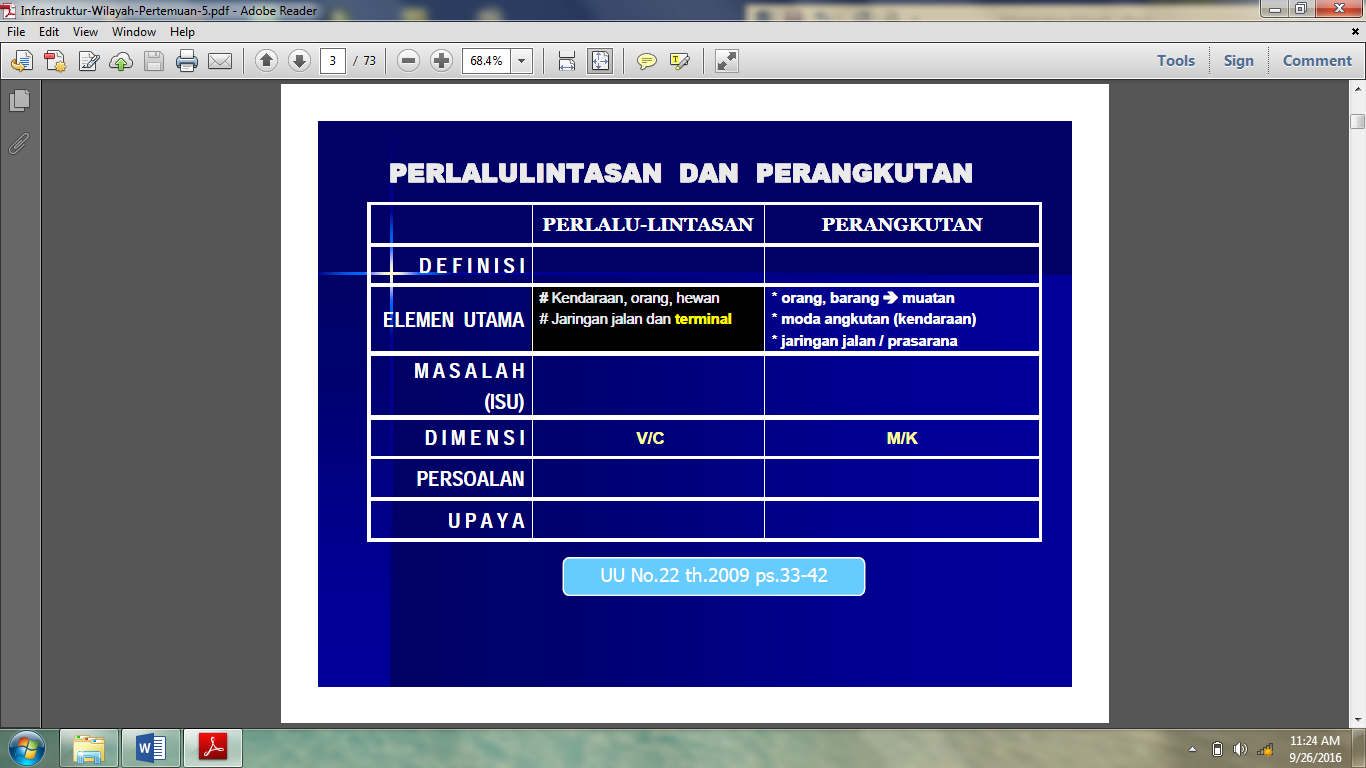 Infrastruktur-Wilayah-Pertemuan-5.pdf - Adobe Reader
File Edit View Window Help
3 / 73 68.4% Tools Sign Comment
PERLALULINTASAN DAN PERANGKUTAN
PERLALU-LINTASAN PERANGKUTAN
DEFINISI
ELEMEN UTAMA
# Kendaraan, orang, hewan
# Jaringan jalan dan terminal
* orang, barang ➔ muatan
* moda angkutan (kendaraan)
* jaringan jalan / prasarana
MASALAH
(ISU)
DIMENSI V/C M/K
PERSOALAN
UPAYA
UU No.22 th.2009 ps.33-42
11:24 AM
9/26/2016